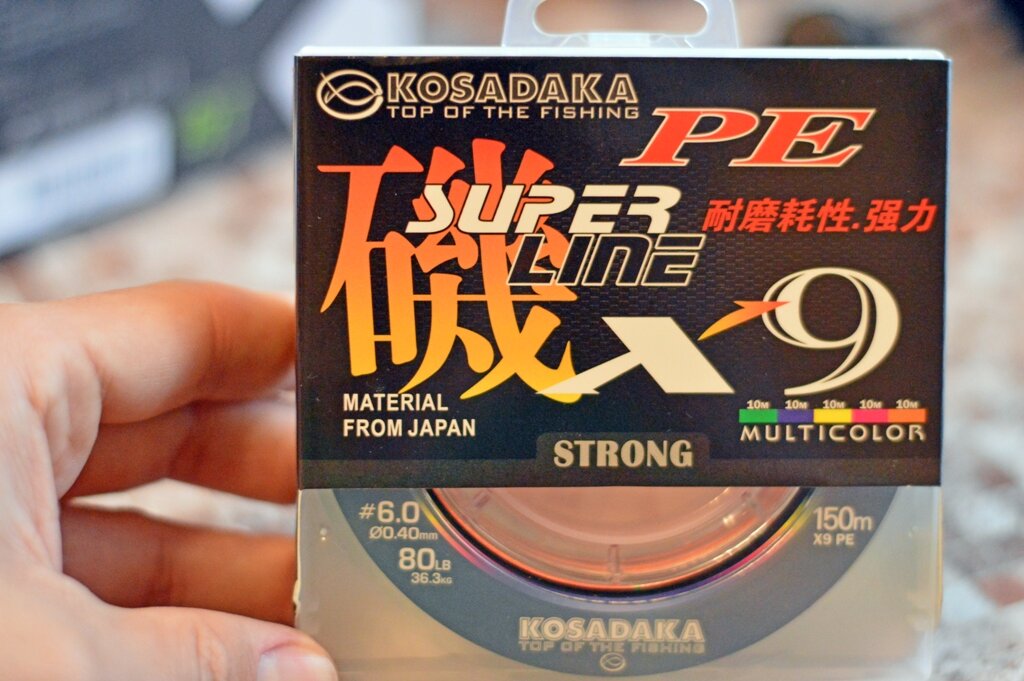 KOSADAKA
TOP OF THE FISHING
PE
磯
SUPER
LINE
耐磨耗性.强力
X9
MATERIAL
FROM JAPAN
10M 10M 10M 10M 10M
MULTICOLOR
STRONG
#6.0
Ø0.40mm
80LB
36.3KG
150m
X9 PE
KOSADAKA
TOP OF THE FISHING